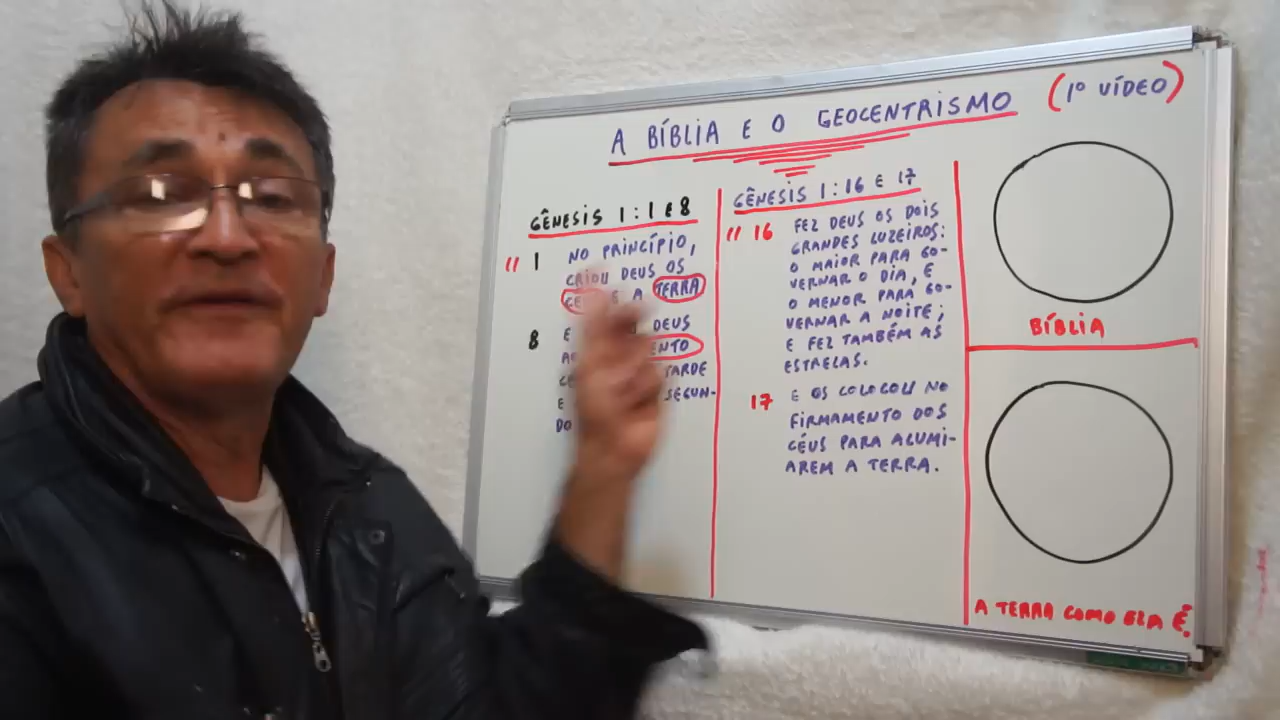 A BÍBLIA E O GEOCENTRISMO (1º VÍDEO)
GÊNESIS 1:1 E 8
" 1 NO PRINCÍPIO,
CRIOU DEUS OS
E A TERRA
8 E DEUS
TARDE
E SEGUN-
DO
GÊNESIS 1:16 E 17
" 16 FEZ DEUS OS DOIS
GRANDES LUZEIROS:
O MAIOR PARA GO-
VERNAR O DIA, E
O MENOR PARA GO-
VERNAR A NOITE;
E FEZ TAMBÉM AS
ESTRELAS.
17 E OS COLOCOU NO
FIRMAMENTO DOS
CÉUS PARA ALUMI-
AREM A TERRA.
BÍBLIA
A TERRA COMO ELA É.